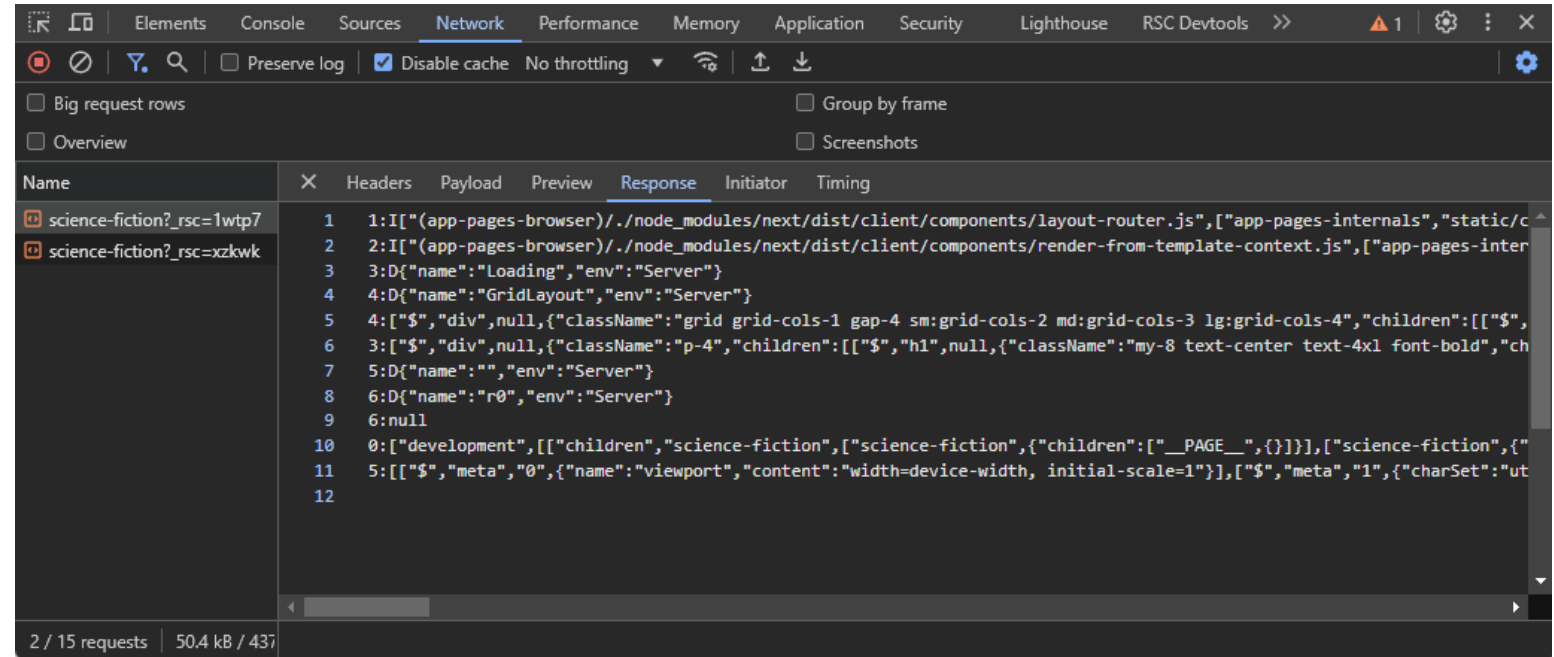 Elements Console Sources Network Performance Memory Application Security Lighthouse RSC Devtools 1
Preserve log Disable cache No throttling
Big request rows Group by frame
Overview Screenshots
Name Headers Payload Preview Response Initiator Timing
science-fiction?_rsc=1wtp7
science-fiction?_rsc=xzkwk
1 1:I["(app-pages-browser)/./node_modules/next/dist/client/components/layout-router.js",["app-pages-internals","static/c
2 2:I["(app-pages-browser)/./node_modules/next/dist/client/components/render-from-template-context.js",["app-pages-inter
3 3:D{"name":"Loading","env":"Server"}
4 4:D{"name":"GridLayout","env":"Server"}
5 4:["$","div",null,{"className":"grid grid-cols-1 gap-4 sm:grid-cols-2 md:grid-cols-3 lg:grid-cols-4","children":[["$",
6 3:["$","div",null,{"className":"p-4","children":[["$","h1",null,{"className":"my-8 text-center text-4xl font-bold","ch
7 5:D{"name":"","env":"Server"}
8 6:D{"name":"r0","env":"Server"}
9 6:null
10 0:["development",[["children","science-fiction",["science-fiction",{"children":["__PAGE__",{}]}],["science-fiction",{"
11 5:[["$","meta","0",{"name":"viewport","content":"width=device-width, initial-scale=1"}],["$","meta","1",{"charSet":"ut
12
2 / 15 requests 50.4 kB / 437